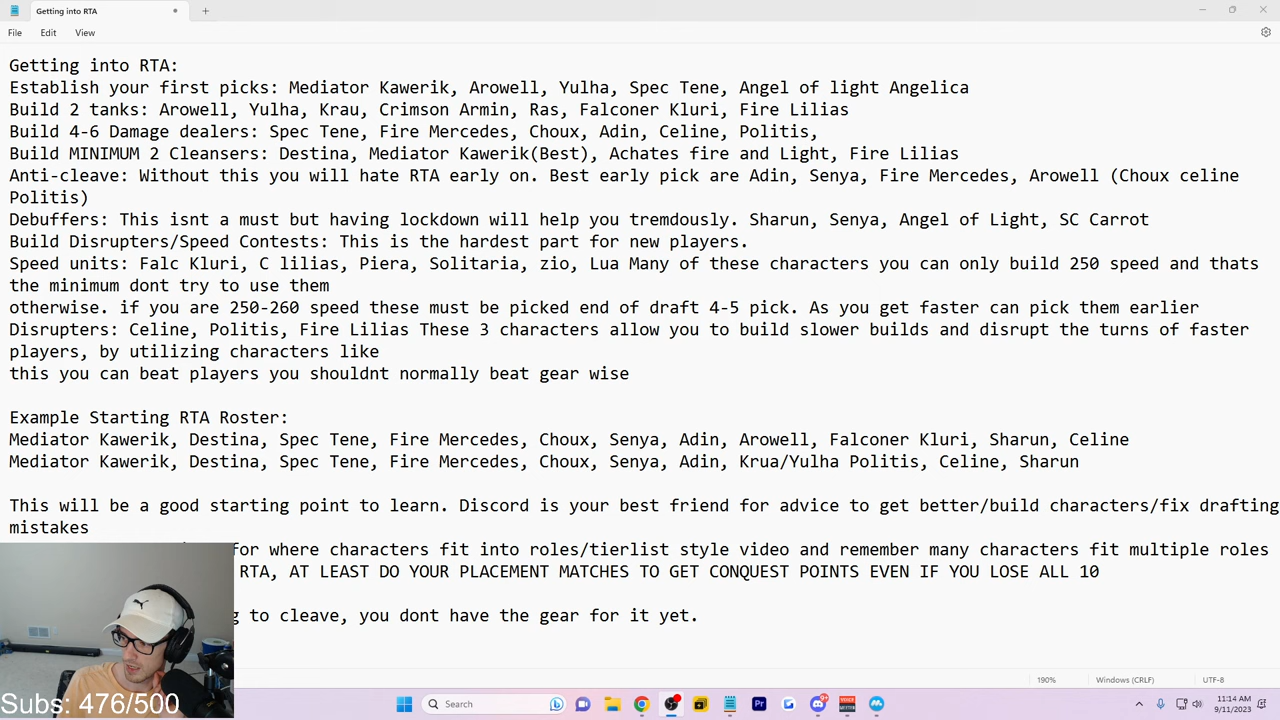 Getting into RTA
File Edit View
Getting into RTA:
Establish your first picks: Mediator Kawerik, Arowell, Yulha, Spec Tene, Angel of light Angelica
Build 2 tanks: Arowell, Yulha, Krau, Crimson Armin, Ras, Falconer Kluri, Fire Lilias
Build 4-6 Damage dealers: Spec Tene, Fire Mercedes, Choux, Adin, Celine, Politis,
Build MINIMUM 2 Cleansers: Destina, Mediator Kawerik(Best), Achates fire and Light, Fire Lilias
Anti-cleave: Without this you will hate RTA early on. Best early pick are Adin, Senya, Fire Mercedes, Arowell (Choux celine
Politis)
Debuffers: This isnt a must but having lockdown will help you tremdously. Sharun, Senya, Angel of Light, SC Carrot
Build Disrupters/Speed Contests: This is the hardest part for new players.
Speed units: Falc Kluri, C lilias, Piera, Solitaria, zio, Lua Many of these characters you can only build 250 speed and thats
the minimum dont try to use them
otherwise. if you are 250-260 speed these must be picked end of draft 4-5 pick. As you get faster can pick them earlier
Disrupters: Celine, Politis, Fire Lilias These 3 characters allow you to build slower builds and disrupt the turns of faster
players, by utilizing characters like
this you can beat players you shouldnt normally beat gear wise
Example Starting RTA Roster:
Mediator Kawerik, Destina, Spec Tene, Fire Mercedes, Choux, Senya, Adin, Arowell, Falconer Kluri, Sharun, Celine
Mediator Kawerik, Destina, Spec Tene, Fire Mercedes, Choux, Senya, Adin, Krua/Yulha Politis, Celine, Sharun
This will be a good starting point to learn. Discord is your best friend for advice to get better/build characters/fix drafting
mistakes
for where characters fit into roles/tierlist style video and remember many characters fit multiple roles
RTA, AT LEAST DO YOUR PLACEMENT MATCHES TO GET CONQUEST POINTS EVEN IF YOU LOSE ALL 10
to cleave, you dont have the gear for it yet.
Subs: 476/500
190% Windows (CRLF) UTF-8
Search
11:14 AM
9/11/2023